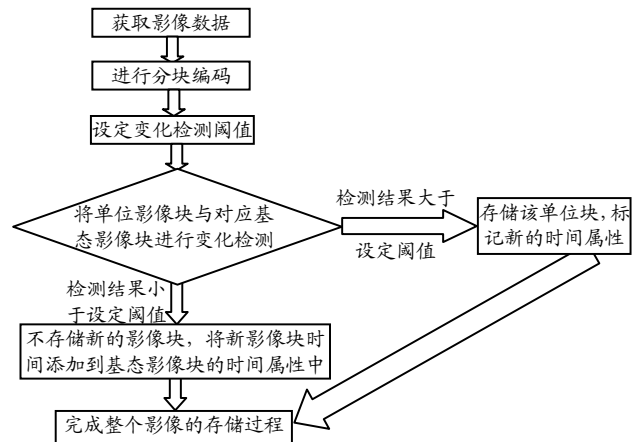 获取影像数据
进行分块编码
设定变化检测阈值
将单位影像块与对应基
态影像块进行变化检测
检测结果大于
设定阈值
存储该单位块,标
记新的时间属性
检测结果小
于设定阈值
不存储新的影像块，将新影像块时
间添加到基态影像块的时间属性中
完成整个影像的存储过程